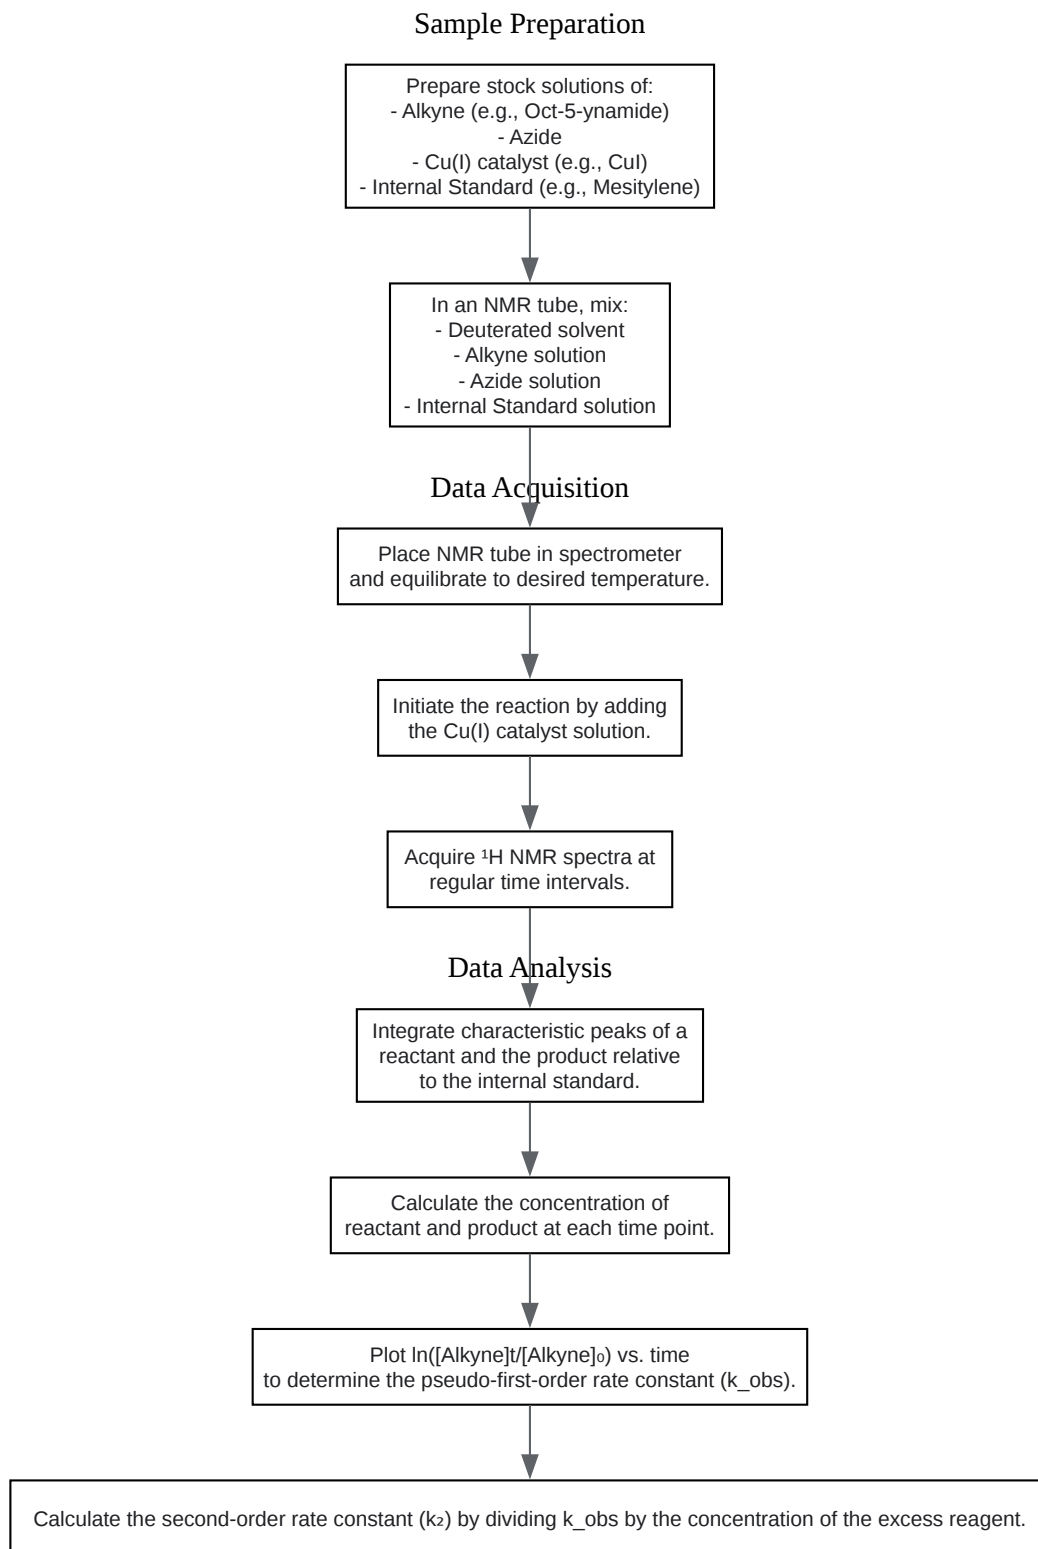 Sample Preparation
Prepare stock solutions of:
- Alkyne (e.g., Oct-5-ynamide)
- Azide
- Cu(I) catalyst (e.g., CuI)
- Internal Standard (e.g., Mesitylene)
In an NMR tube, mix:
- Deuterated solvent
- Alkyne solution
- Azide solution
- Internal Standard solution
Data Acquisition
Place NMR tube in spectrometer
and equilibrate to desired temperature.
Initiate the reaction by adding
the Cu(I) catalyst solution.
Acquire ¹H NMR spectra at
regular time intervals.
Data Analysis
Integrate characteristic peaks of a
reactant and the product relative
to the internal standard.
Calculate the concentration of
reactant and product at each time point.
Plot ln([Alkyne]t/[Alkyne]₀) vs. time
to determine the pseudo-first-order rate constant (k_obs).
Calculate the second-order rate constant (k₂) by dividing k_obs by the concentration of the excess reagent.